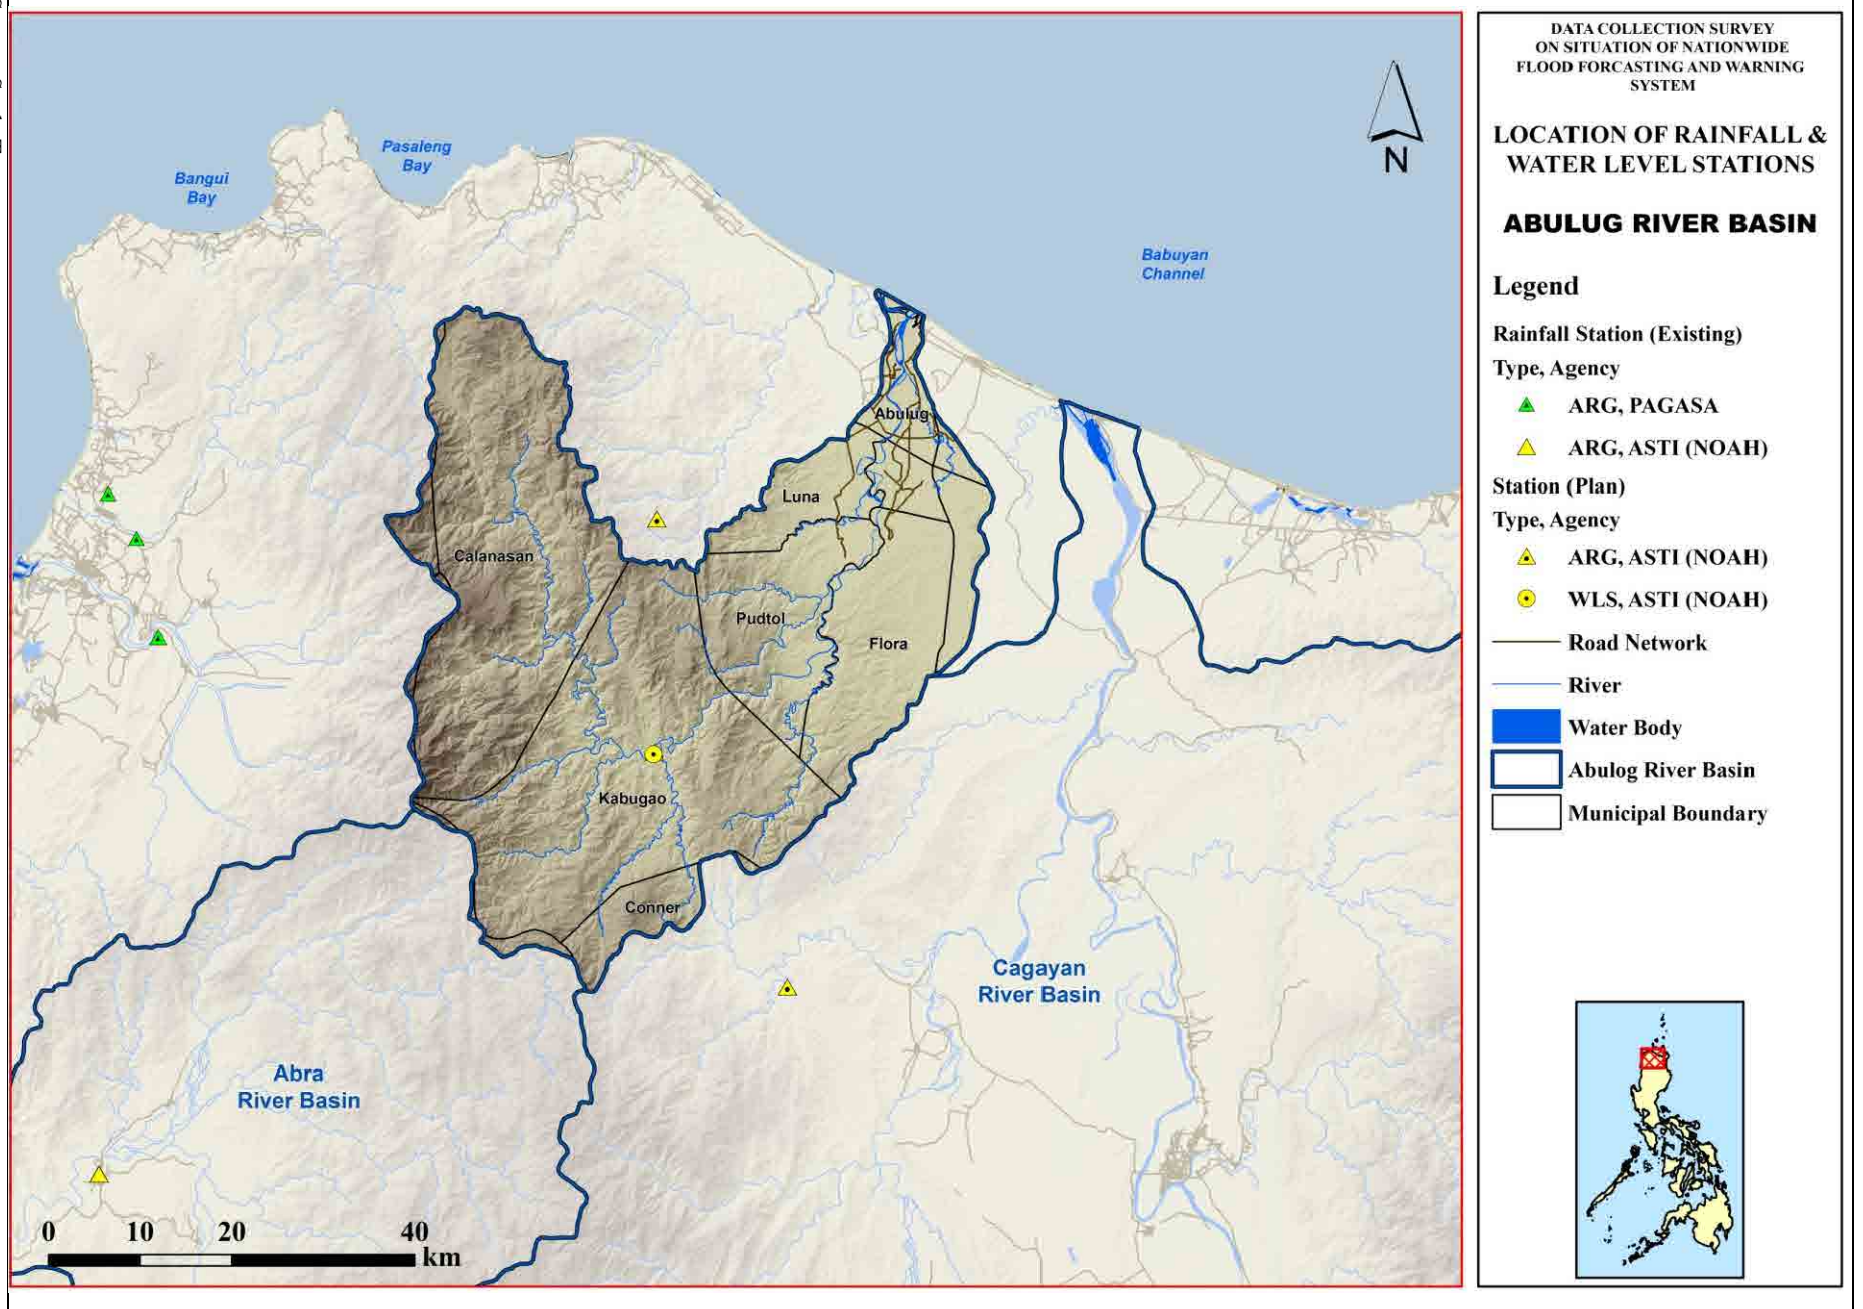 Bangui
Bay
Pasaleng
Bay
Babuyan
Channel
N
Abulug
Luna
Calanasan
Pudtol
Flora
Kabugao
Conner
Cagayan
River Basin
Abra
River Basin
0 10 20 40
km
DATA COLLECTION SURVEY
ON SITUATION OF NATIONWIDE
FLOOD FORCASTING AND WARNING
SYSTEM
LOCATION OF RAINFALL &
WATER LEVEL STATIONS
ABULUG RIVER BASIN
Legend
Rainfall Station (Existing)
Type, Agency
ARG, PAGASA
ARG, ASTI (NOAH)
Station (Plan)
Type, Agency
ARG, ASTI (NOAH)
WLS, ASTI (NOAH)
Road Network
River
Water Body
Abulog River Basin
Municipal Boundary